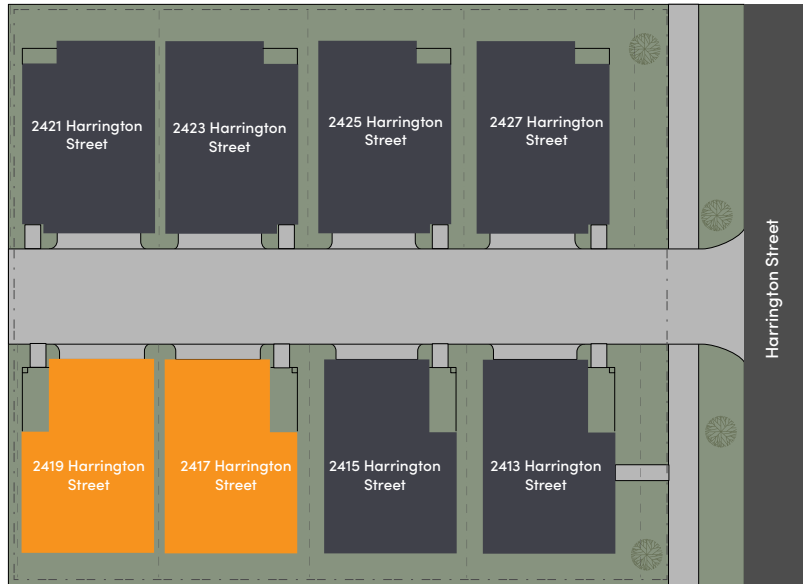 2421 Harrington
Street
2423 Harrington
Street
2425 Harrington
Street
2427 Harrington
Street
Harrington Street
2419 Harrington
Street
2417 Harrington
Street
2415 Harrington
Street
2413 Harrington
Street